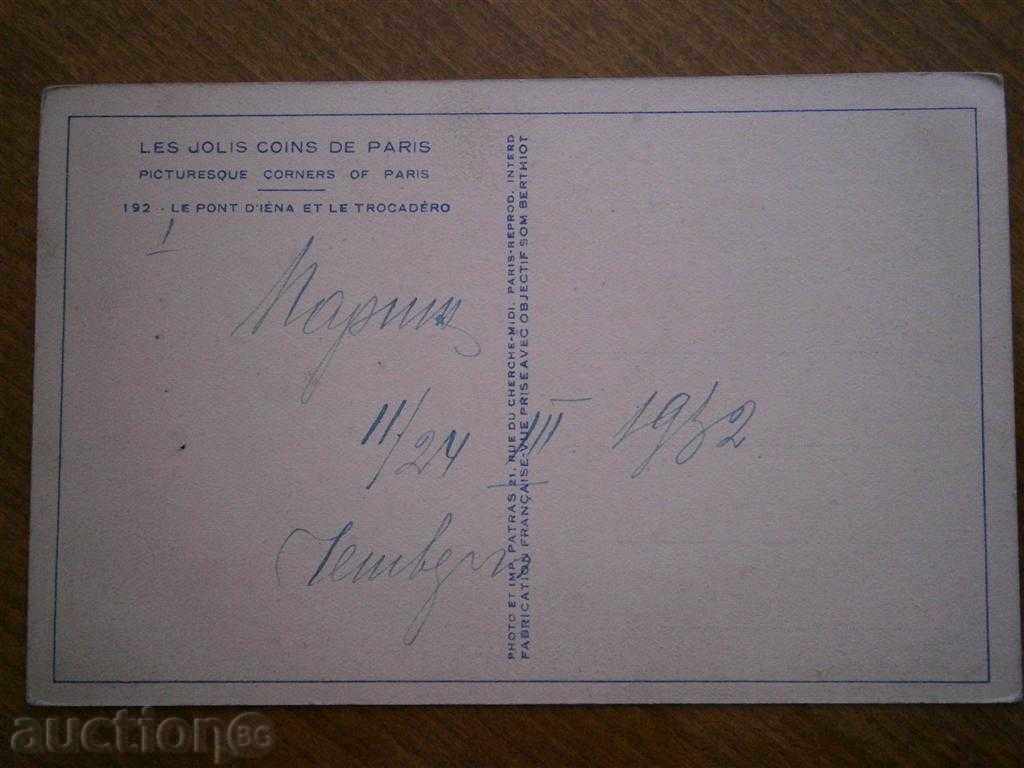 LES JOLIS COINS DE PARIS
PICTURESQUE CORNERS OF PARIS
192 - LE PONT D'IÉNA ET LE TROCADÉRO
I
Парии
11/24 III. 1932
Четверг
PHOTO ET IMP. PATRAS 21, RUE DU CHERCHE-MIDI, PARIS-REPROD. INTERD
FABRICATION FRANÇAISE-VUE PRISE AVEC OBJECTIF SOM BERTHIOT
auction BG